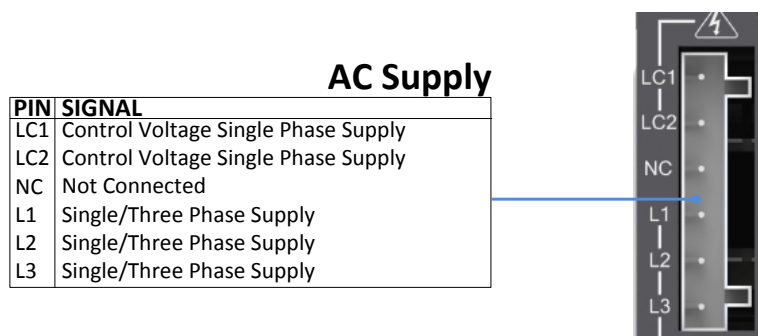 AC Supply
PIN SIGNAL
LC1 Control Voltage Single Phase Supply
LC2 Control Voltage Single Phase Supply
NC Not Connected
L1 Single/Three Phase Supply
L2 Single/Three Phase Supply
L3 Single/Three Phase Supply
LC1
LC2
NC
L1
L2
L3